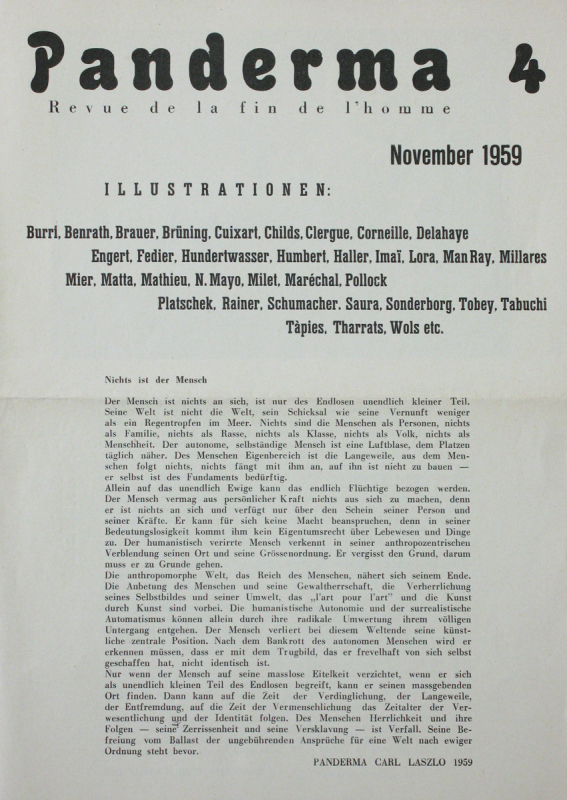 Panderma 4
Revue de la fin de l'homme
November 1959
ILLUSTRATIONEN:
Burri, Benrath, Brauer, Brüning, Cuixart, Childs, Clergue, Corneille, Delahaye
Engert, Fedier, Hundertwasser, Humbert, Haller, Imaï, Lora, Man Ray, Millares
Mier, Matta, Mathieu, N. Mayo, Milet, Maréchal, Pollock
Platschek, Rainer, Schumacher. Saura, Sonderborg, Tobey, Tabuchi
Tàpies, Tharrats, Wols etc.
Nichts ist der Mensch
Der Mensch ist nichts an sich, ist nur des Endlosen unendlich kleiner Teil.
Seine Welt ist nicht die Welt, sein Schicksal wie seine Vernunft weniger
als ein Regentropfen im Meer. Nichts sind die Menschen als Personen, nichts
als Familie, nichts als Rasse, nichts als Klasse, nichts als Volk, nichts als
Menschheit. Der autonome, selbständige Mensch ist eine Luftblase, dem Platzen
täglich näher. Des Menschen Eigenbereich ist die Langeweile, aus dem Men-
schen folgt nichts, nichts fängt mit ihm an, auf ihn ist nicht zu bauen —
er selbst ist des Fundaments bedürftig.
Allein auf das unendlich Ewige kann das endlich Flüchtige bezogen werden.
Der Mensch vermag aus persönlicher Kraft nichts aus sich zu machen, denn
er ist nichts an sich und verfügt nur über den Schein seiner Person und
seiner Kräfte. Er kann für sich keine Macht beanspruchen, denn in seiner
Bedeutungslosigkeit kommt ihm kein Eigentumsrecht über Lebewesen und Dinge
zu. Der humanistisch verirrte Mensch verkennt in seiner anthropozentrischen
Verblendung seinen Ort und seine Grössenordnung. Er vergisst den Grund, darum
muss er zu Grunde gehen.
Die anthropomorphe Welt, das Reich des Menschen, nähert sich seinem Ende.
Die Anbetung des Menschen und seine Gewaltherrschaft, die Verherrlichung
seines Selbstbildes und seiner Umwelt, das „l'art pour l'art" und die Kunst
durch Kunst sind vorbei. Die humanistische Autonomie und der surrealistische
Automatismus können allein durch ihre radikale Umwertung ihrem völligen
Untergang entgehen. Der Mensch verliert bei diesem Weltende seine künst-
liche zentrale Position. Nach dem Bankrott des autonomen Menschen wird er
erkennen müssen, dass er mit dem Trugbild, das er frevelhaft von sich selbst
geschaffen hat, nicht identisch ist.
Nur wenn der Mensch auf seine masslose Eitelkeit verzichtet, wenn er sich
als unendlich kleinen Teil des Endlosen begreift, kann er seinen massgebenden
Ort finden. Dann kann auf die Zeit der Verdinglichung, der Langeweile,
der Entfremdung, auf die Zeit der Vermenschlichung das Zeitalter der Ver-
wesentlichung und der Identität folgen. Des Menschen Herrlichkeit und ihre
Folgen — seine Zerrissenheit und seine Versklavung — ist Verfall. Seine Be-
freiung vom Ballast der ungebührenden Ansprüche für eine Welt nach ewiger
Ordnung steht bevor.
PANDERMA CARL LASZLO 1959